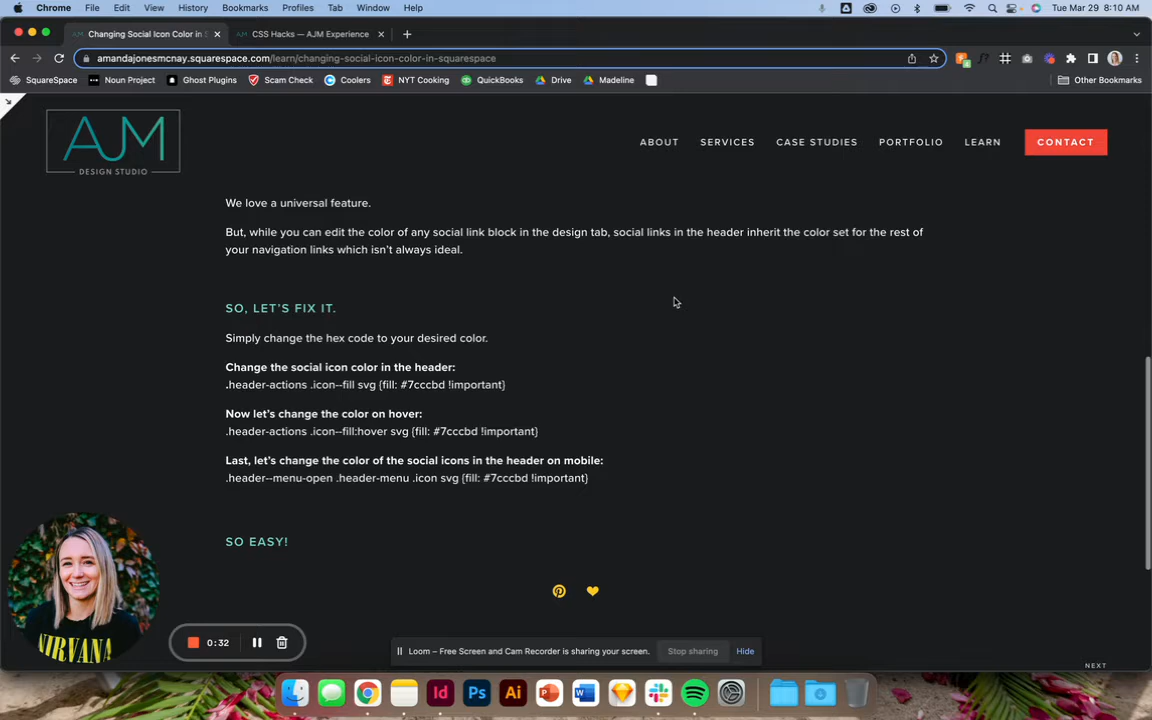 Chrome File Edit View History Bookmarks Profiles Tab Window Help Tue Mar 29 8:10 AM
Changing Social Icon Color in S CSS Hacks — AJM Experience
amandajonesmcnay.squarespace.com/learn/changing-social-icon-color-in-squarespace
SquareSpace Noun Project Ghost Plugins Scam Check Coolers NYT Cooking QuickBooks Drive Madeline Other Bookmarks
AJM
DESIGN STUDIO
ABOUT SERVICES CASE STUDIES PORTFOLIO LEARN CONTACT
We love a universal feature.
But, while you can edit the color of any social link block in the design tab, social links in the header inherit the color set for the rest of
your navigation links which isn't always ideal.
SO, LET'S FIX IT.
Simply change the hex code to your desired color.
Change the social icon color in the header:
.header-actions .icon--fill svg {fill: #7cccbd !important}
Now let's change the color on hover:
.header-actions .icon--fill:hover svg {fill: #7cccbd !important}
Last, let's change the color of the social icons in the header on mobile:
.header--menu-open .header-menu .icon svg {fill: #7cccbd !important}
SO EASY!
NIRVANA
0:32
Loom – Free Screen and Cam Recorder is sharing your screen. Stop sharing Hide
NEXT
Id Ps Ai P W